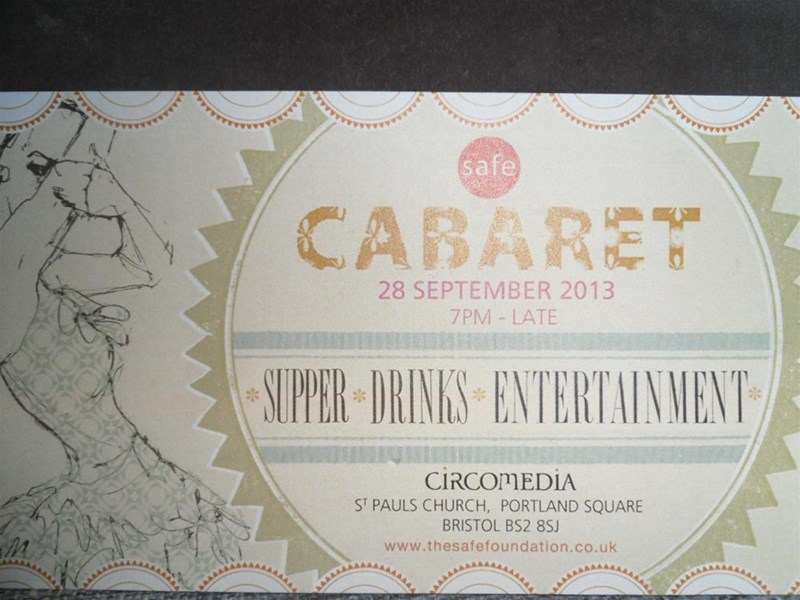 safe
CABARET
28 SEPTEMBER 2013
7PM - LATE
*SUPPER*DRINKS*ENTERTAINMENT*
CIRCOMEDIA
ST PAULS CHURCH, PORTLAND SQUARE
BRISTOL BS2 8SJ
www.thesafefoundation.co.uk